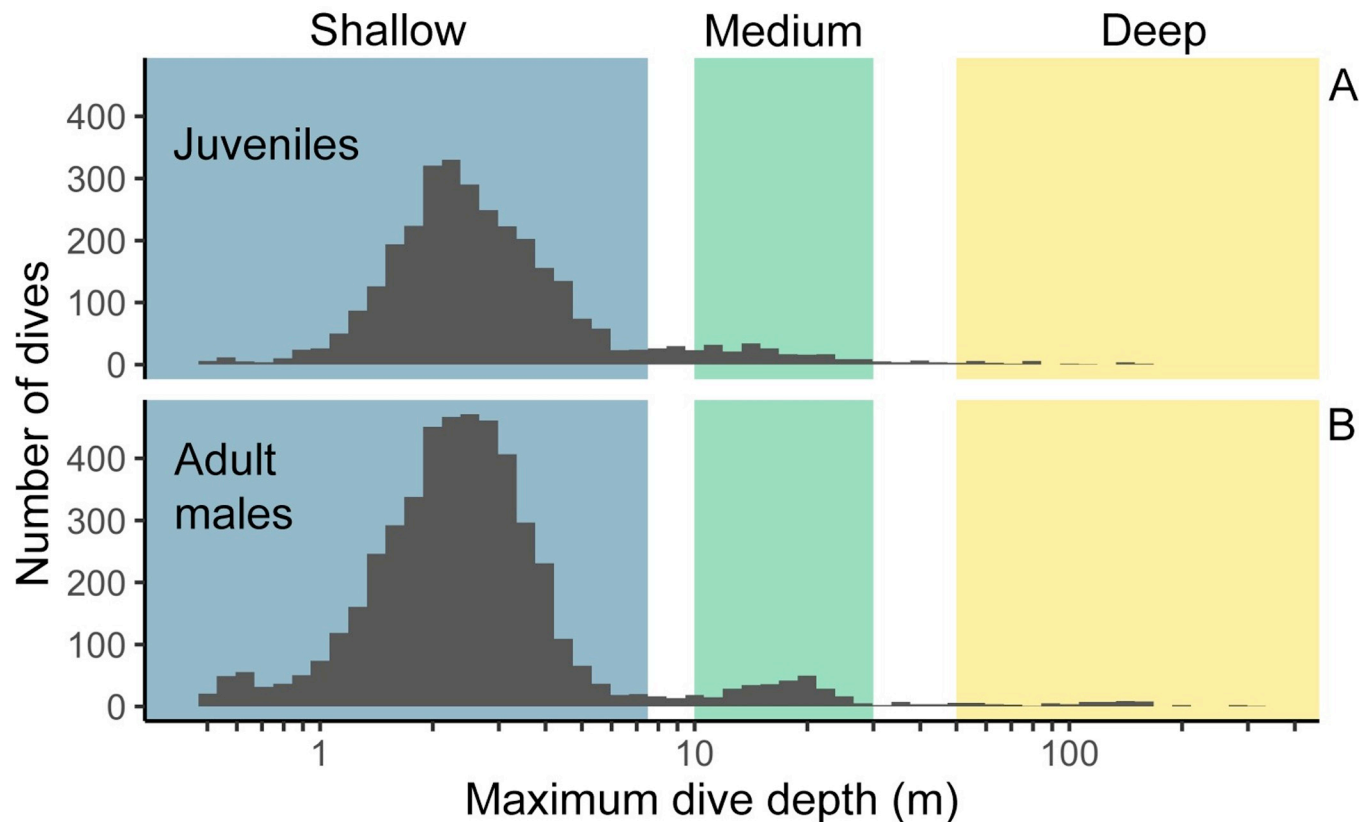 Shallow Medium Deep
A
Juveniles
400
300
200
100
0
B
Adult
males
400
300
200
100
0
Number of dives
1 10 100
Maximum dive depth (m)